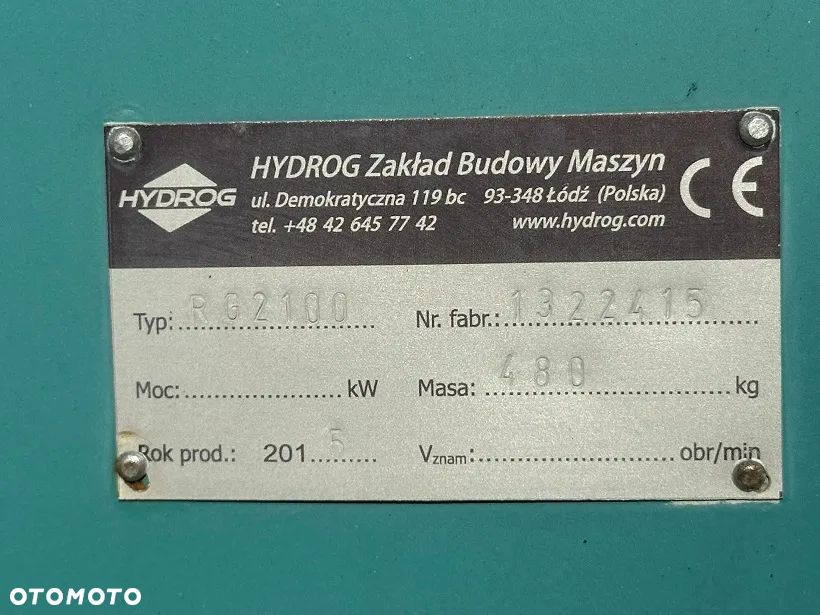 HYDROG
HYDROG Zakład Budowy Maszyn
ul. Demokratyczna 119 bc 93-348 Łódź (Polska)
tel. +48 42 645 77 42 www.hydrog.com
CE
Typ: RG2100 Nr. fabr.: 1322415
Moc: kW Masa: 480 kg
Rok prod.: 2015 Vznam: obr/min
OTOMOTO